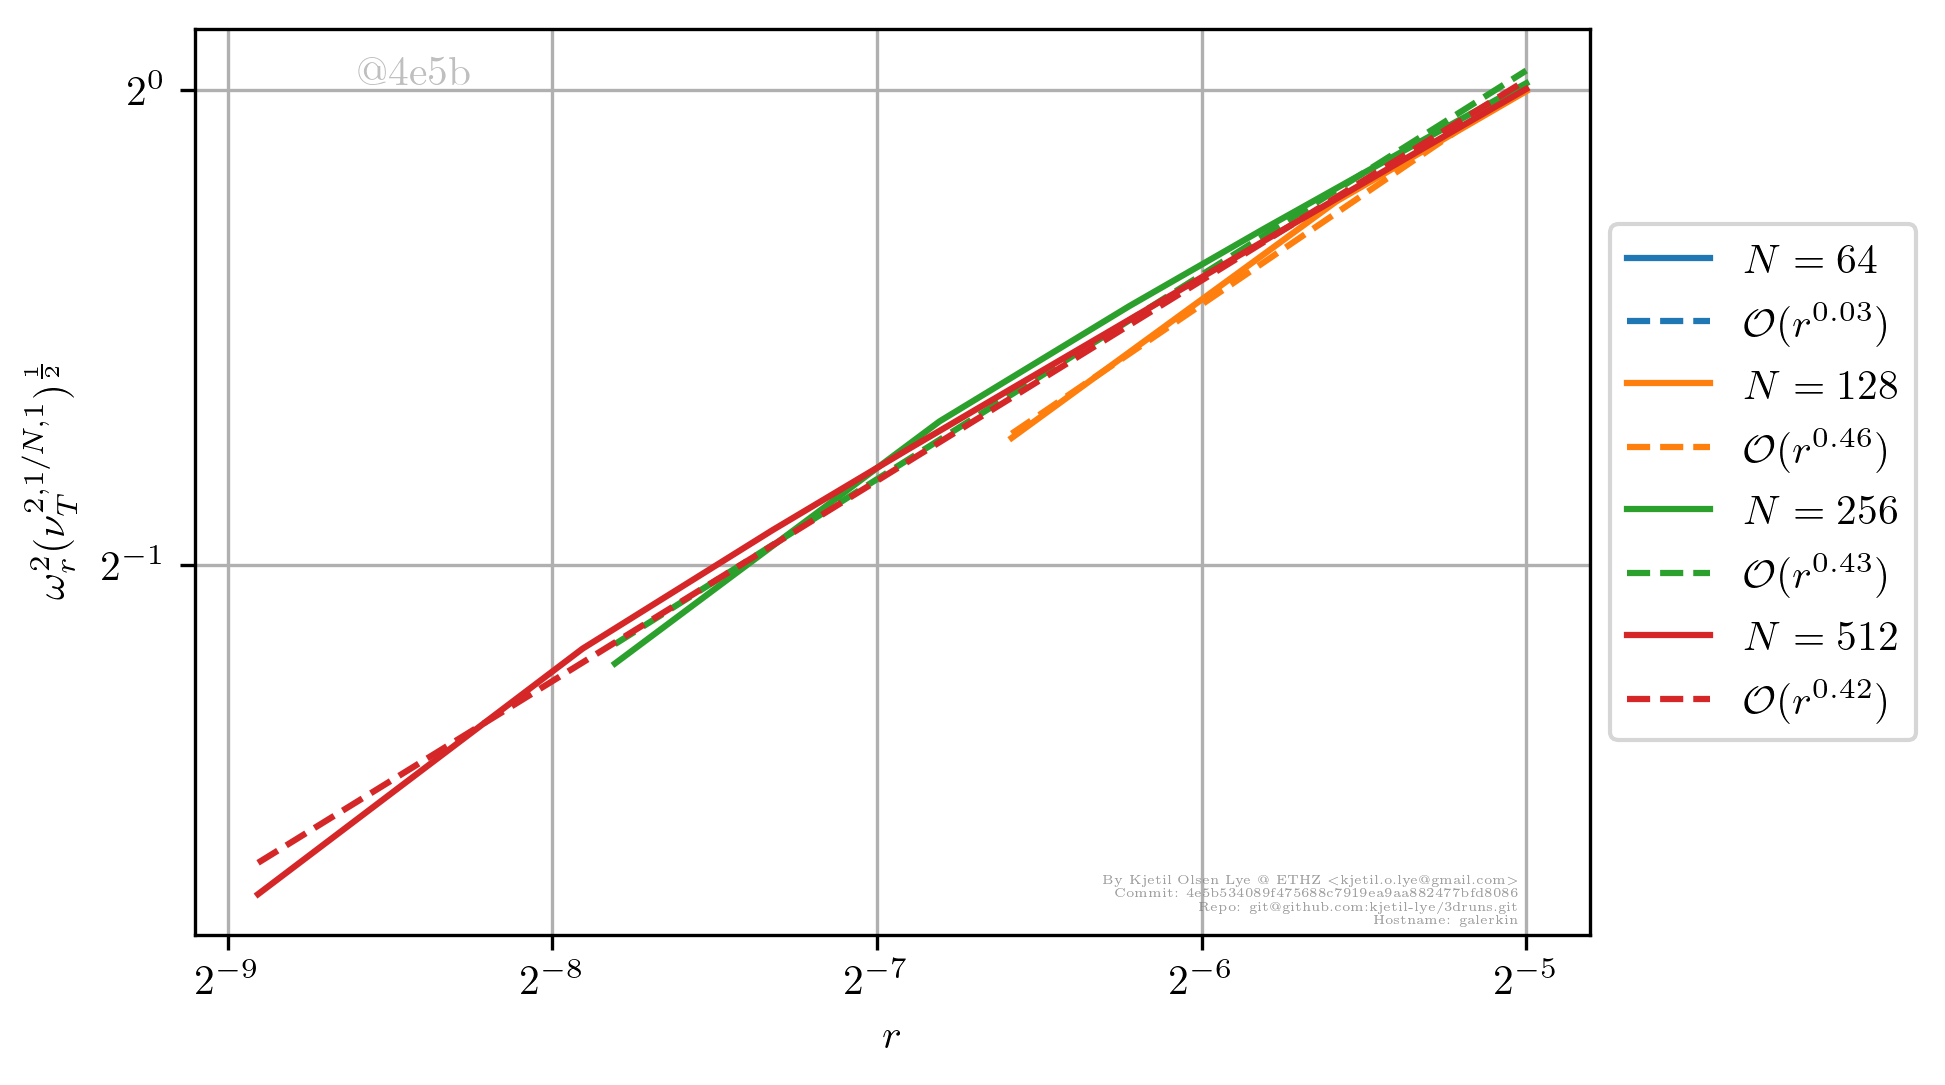 @4e5b
2^0
2^{-1}
ω_r^2(ν_T^{2,1/N,1})^{\frac{1}{2}}
N = 64
𝒪(r^{0.03})
N = 128
𝒪(r^{0.46})
N = 256
𝒪(r^{0.43})
N = 512
𝒪(r^{0.42})
By Kjetil Olsen Lye @ ETHZ <kjetil.o.lye@gmail.com>
Commit: 4e5b534089f475688c7919ea9aa882477bfd8086
Repo: git@github.com:kjetil-lye/3druns.git
Hostname: galerkin
2^{-9} 2^{-8} 2^{-7} 2^{-6} 2^{-5}
r